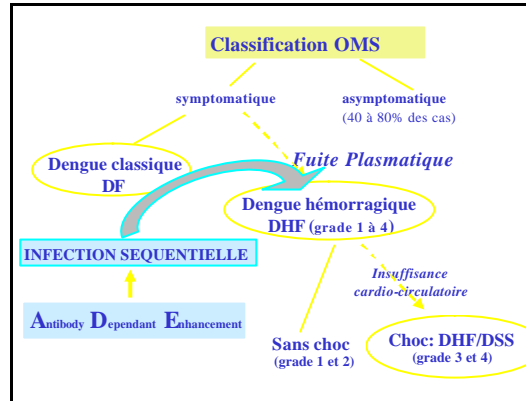 Classification OMS
symptomatique
asymptomatique
(40 à 80% des cas)
Fuite Plasmatique
Dengue classique
DF
Dengue hémorragique
DHF (grade 1 à 4)
INFECTION SEQUENTIELLE
Insuffisance
cardio-circulatoire
Antibody Dependant Enhancement
Sans choc
(grade 1 et 2)
Choc: DHF/DSS
(grade 3 et 4)